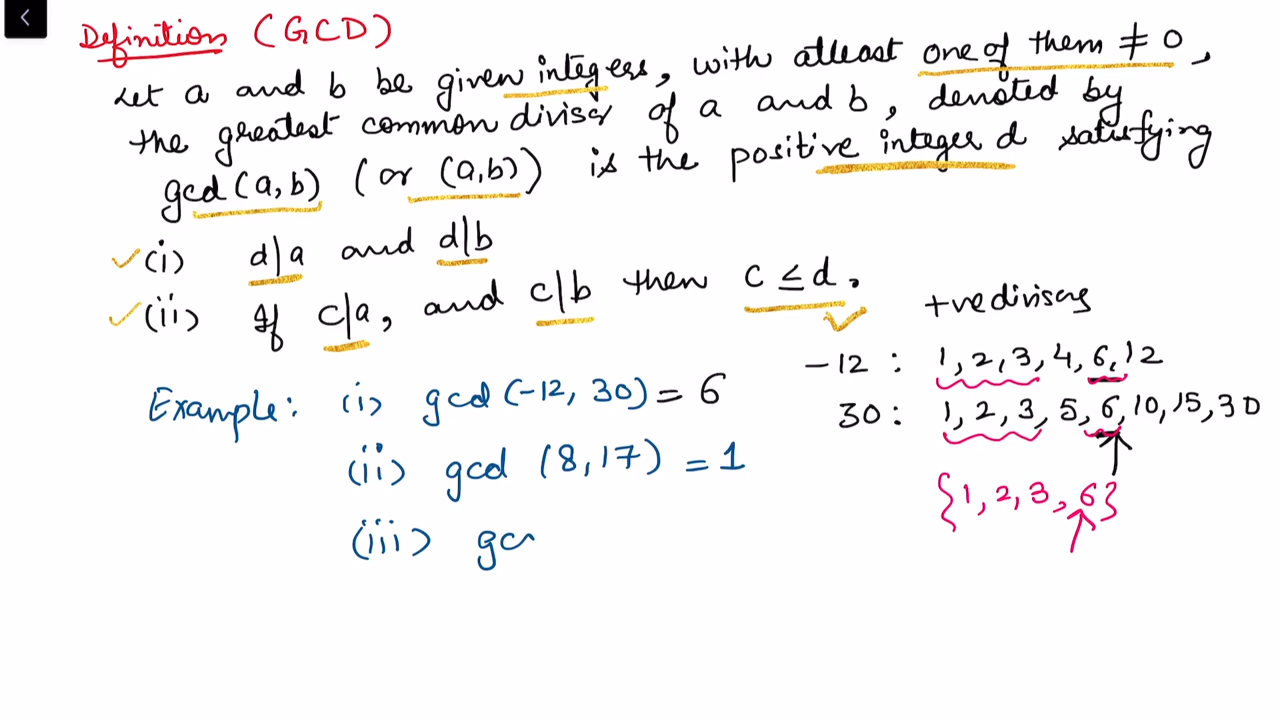 Definition (GCD)
Let a and b be given integers, with atleast one of them ≠ 0,
the greatest common divisor of a and b, denoted by
gcd(a,b) (or (a,b)) is the positive integer d satisfying
(i) d|a and d|b
(ii) If c|a, and c|b then c ≤ d.
+ve divisors
-12 : 1, 2, 3, 4, 6, 12
Example: (i) gcd (-12, 30) = 6
30 : 1, 2, 3, 5, 6, 10, 15, 30
(ii) gcd (8, 17) = 1
{1, 2, 3, 6}
(iii) gc